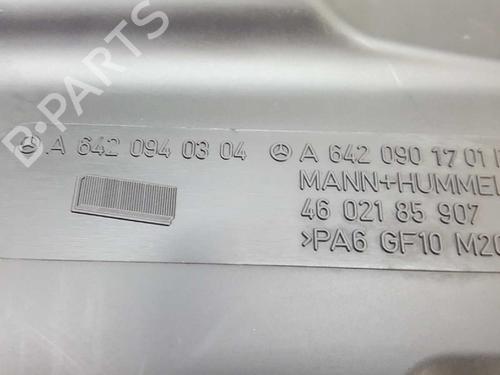 A 642 094 03 04 A 642 090 17 01
MANN+HUMMEL
46 021 85 907
>PA6 GF10 M20
B-PARTS